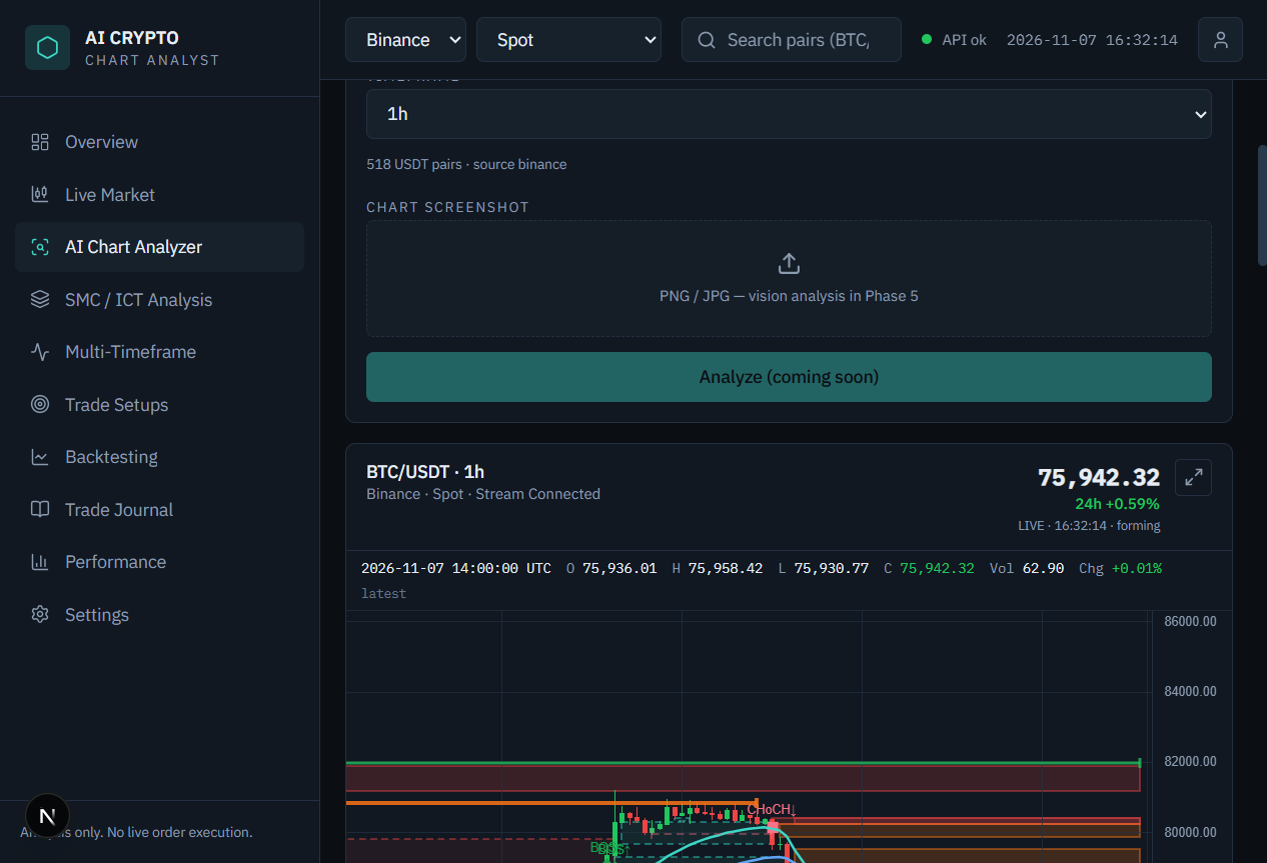 AI CRYPTO
CHART ANALYST
Binance
Spot
Search pairs (BTC,
API ok
2026-11-07 16:32:14
Overview
Live Market
AI Chart Analyzer
SMC / ICT Analysis
Multi-Timeframe
Trade Setups
Backtesting
Trade Journal
Performance
Settings
N
is only. No live order execution.
1h
518 USDT pairs · source binance
CHART SCREENSHOT
PNG / JPG — vision analysis in Phase 5
Analyze (coming soon)
BTC/USDT · 1h
Binance · Spot · Stream Connected
75,942.32
24h +0.59%
LIVE · 16:32:14 · forming
2026-11-07 14:00:00 UTC O 75,936.01 H 75,958.42 L 75,930.77 C 75,942.32 Vol 62.90 Chg +0.01%
latest
86000.00
84000.00
82000.00
80000.00
CHoCH↓